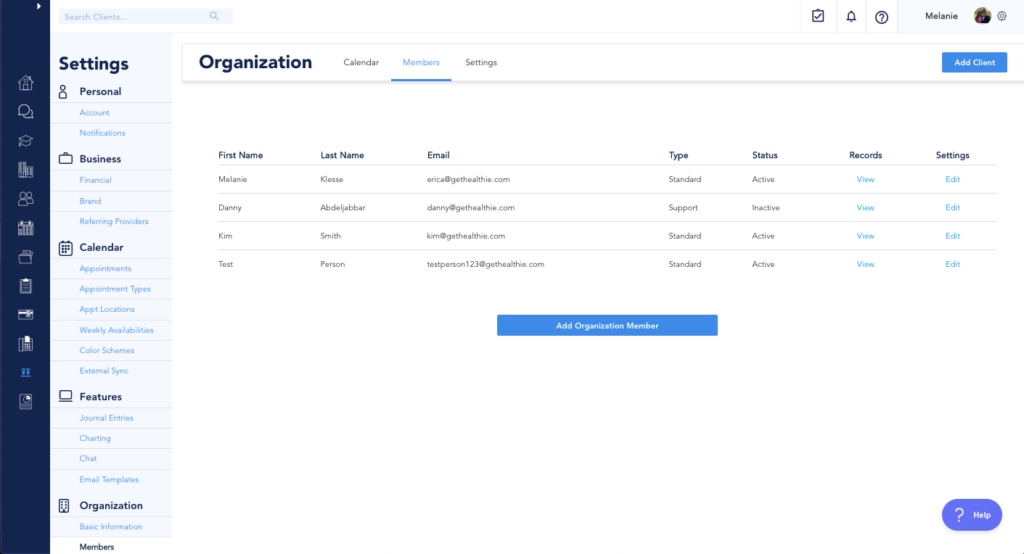 Search Clients...
Melanie
Settings
Personal
Account
Notifications
Business
Financial
Brand
Referring Providers
Calendar
Appointments
Appointment Types
Appt Locations
Weekly Availabilities
Color Schemes
External Sync
Features
Journal Entries
Charting
Chat
Email Templates
Organization
Basic Information
Members
Organization Calendar Members Settings Add Client
First Name Last Name Email Type Status Records Settings
Melanie Klesse erica@gethealthie.com Standard Active View Edit
Danny Abdeljabbar danny@gethealthie.com Support Inactive View Edit
Kim Smith kim@gethealthie.com Standard Active View Edit
Test Person testperson123@gethealthie.com Standard Active View Edit
Add Organization Member
? Help